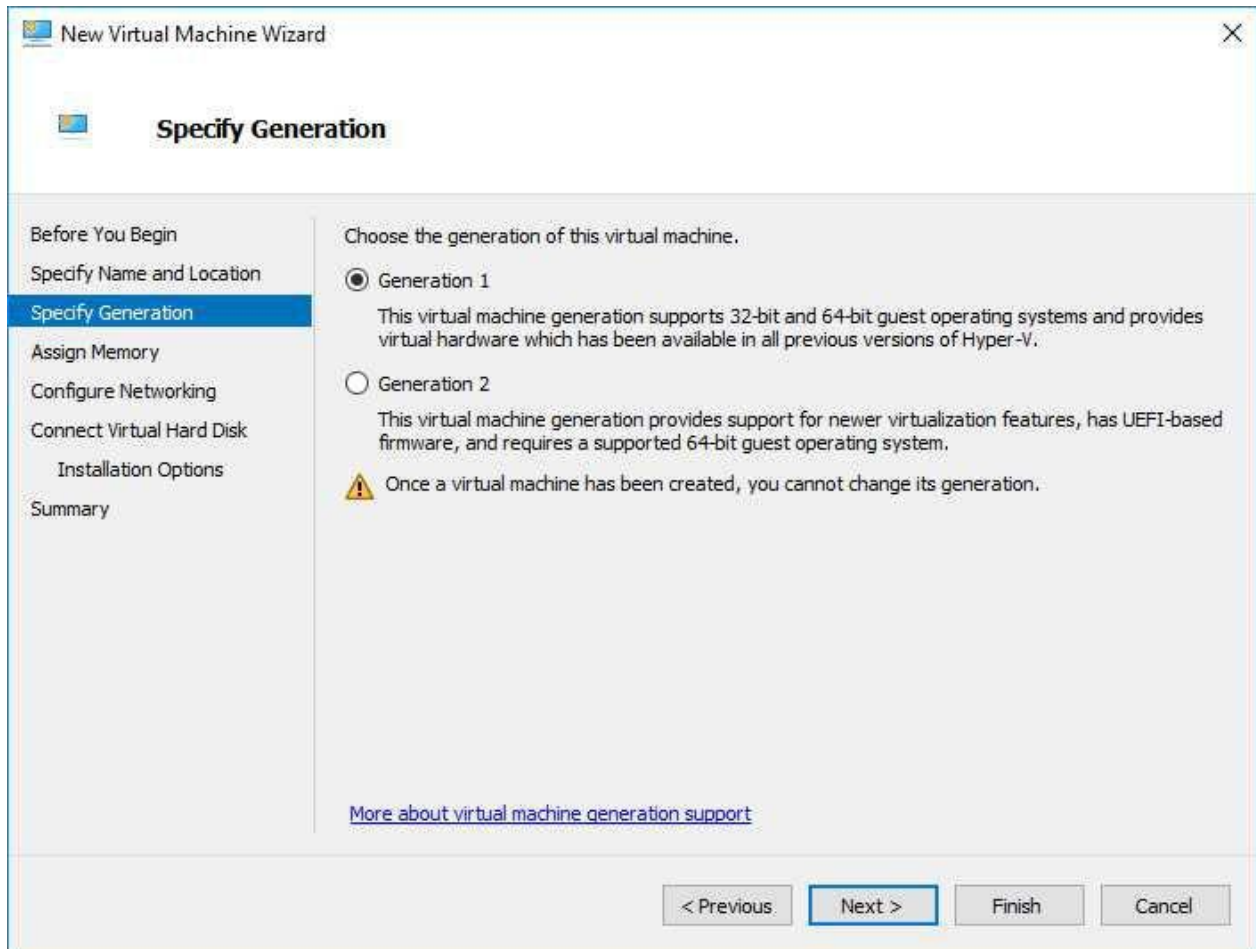 New Virtual Machine Wizard
Specify Generation
Before You Begin
Specify Name and Location
Specify Generation
Assign Memory
Configure Networking
Connect Virtual Hard Disk
Installation Options
Summary
Choose the generation of this virtual machine.
Generation 1
This virtual machine generation supports 32-bit and 64-bit guest operating systems and provides
virtual hardware which has been available in all previous versions of Hyper-V.
Generation 2
This virtual machine generation provides support for newer virtualization features, has UEFI-based
firmware, and requires a supported 64-bit guest operating system.
Once a virtual machine has been created, you cannot change its generation.
More about virtual machine generation support
< Previous
Next >
Finish
Cancel